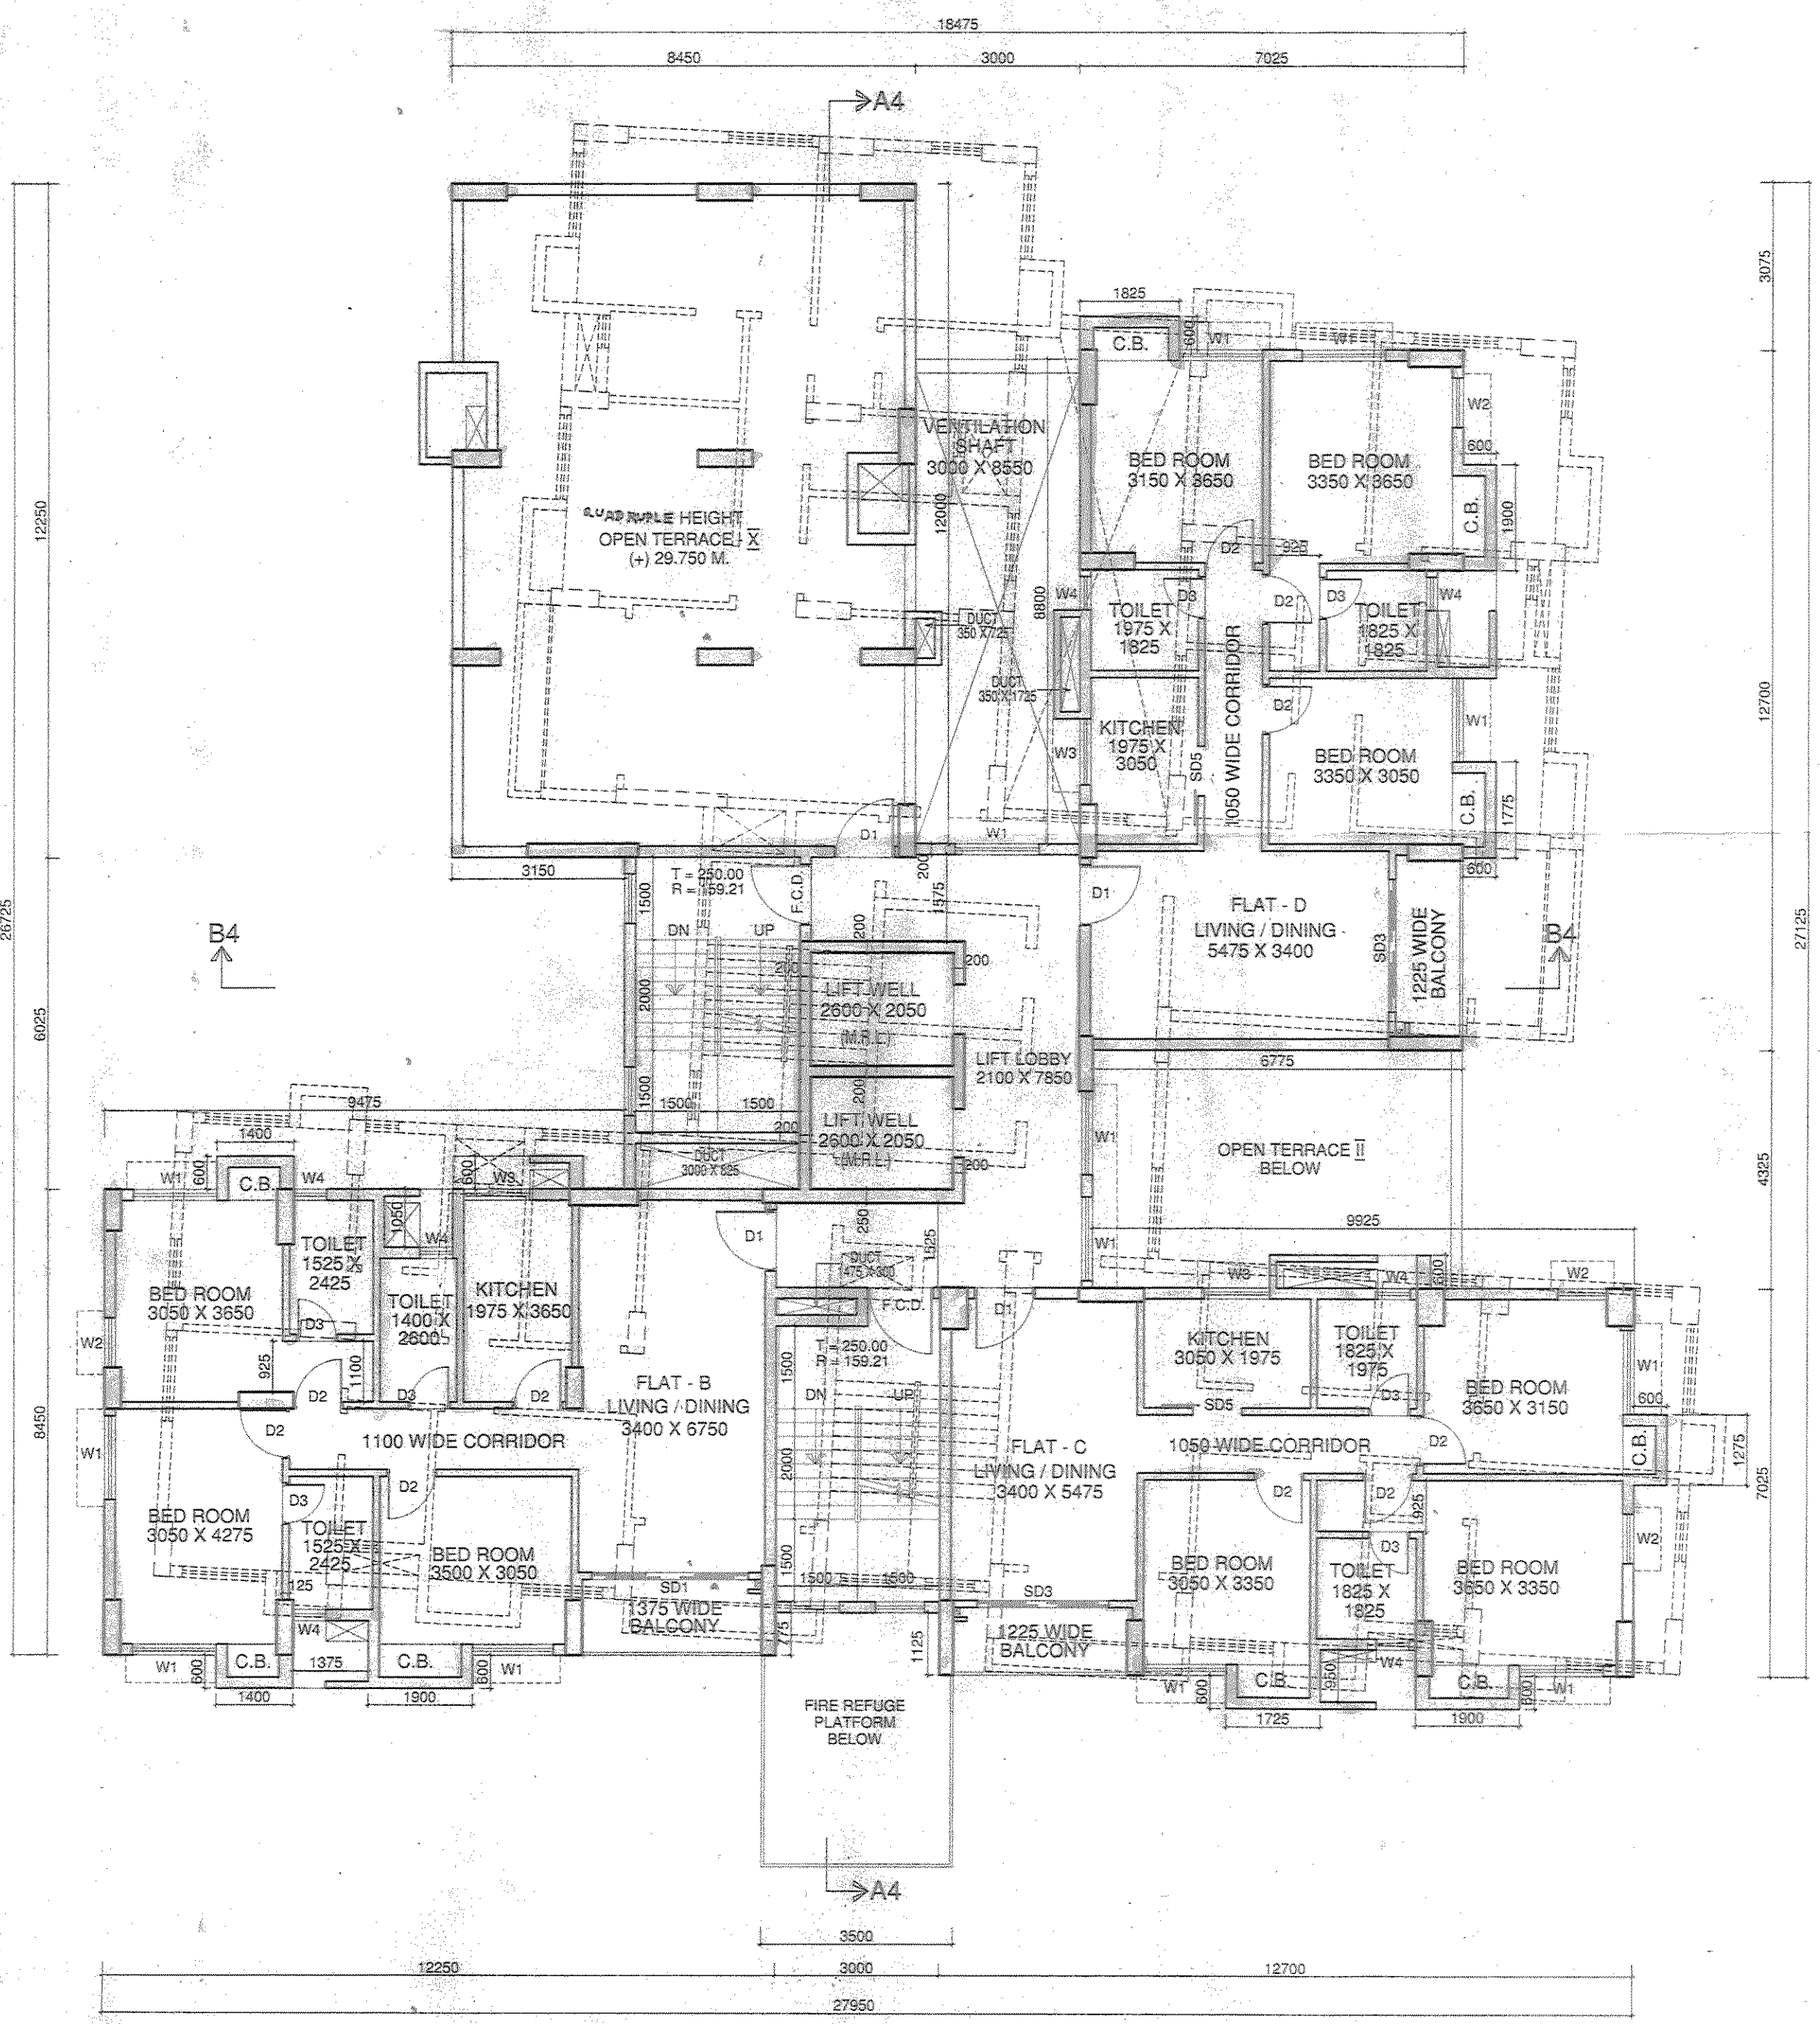 18475
8450
3000
7025
A4
1825
C.B.
600
W1
W1
W2
600
3075
VENTILATION
SHAFT
3000 X 8550
BED ROOM
3150 X 3650
BED ROOM
3350 X 3650
C.B.
1900
12250
QUADRUPLE HEIGHT
OPEN TERRACE - X
(+) 29.750 M.
12000
8800
D2
925
W4
TOILET
1975 X
1825
D3
D2
D3
TOILET
1825 X
1825
W4
DUCT
350 X 725
DUCT
350 X 1725
1050 WIDE CORRIDOR
D2
W1
12700
KITCHEN
1975 X
3050
W3
SD5
BED ROOM
3350 X 3050
C.B.
1775
600
D1
W1
200
3150
T = 250.00
R = 159.21
1500
F.C.D.
1575
D1
FLAT - D
LIVING / DINING
5475 X 3400
SD3
1225 WIDE
BALCONY
26725
B4
B4
27125
DN
UP
200
200
200
2000
LIFT WELL
2600 X 2050
(M.R.L.)
6025
LIFT LOBBY
2100 X 7850
6775
1500
1500
1500
200
200
LIFT WELL
2600 X 2050
(M.R.L.)
200
DUCT
3000 X 825
W1
OPEN TERRACE II
BELOW
4325
9475
1400
600
W1
C.B.
W4
600
W3
1050
W4
D1
250
1525
W1
9925
DUCT
1475 X 300
TOILET
1525 X
2425
BED ROOM
3050 X 3650
TOILET
1400 X
2600
KITCHEN
1975 X 3650
D3
W2
925
1100
D2
D3
D2
F.C.D.
D1
W3
W4
600
W2
T = 250.00
R = 159.21
1500
KITCHEN
3050 X 1975
TOILET
1825 X
1975
W1
600
D3
BED ROOM
3650 X 3150
FLAT - B
LIVING / DINING
3400 X 6750
DN
UP
SD5
8450
W1
D2
1100 WIDE CORRIDOR
2000
FLAT - C
LIVING / DINING
3400 X 5475
1050 WIDE CORRIDOR
D2
C.B.
1275
7025
D2
D3
D2
D2
925
BED ROOM
3050 X 4275
TOILET
1525 X
2425
BED ROOM
3500 X 3050
125
1500
1500
1500
D3
W2
BED ROOM
3050 X 3350
TOILET
1825 X
1825
BED ROOM
3650 X 3350
SD1
1375 WIDE
BALCONY
SD3
1225 WIDE
BALCONY
W4
775
1125
W4
950
W1
600
C.B.
1375
C.B.
600
W1
W1
600
C.B.
C.B.
600
W1
1400
1900
1725
1900
FIRE REFUGE
PLATFORM
BELOW
A4
3500
12250
3000
12700
27950